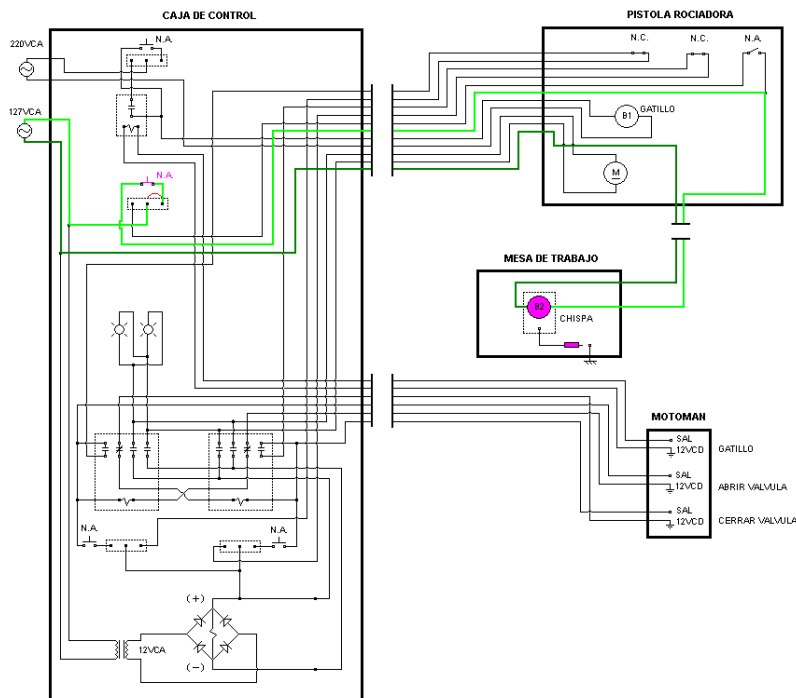 CAJA DE CONTROL
PISTOLA ROCIADORA
220VCA
N.A.
N.C.
N.C.
N.A.
127VCA
B1
GATILLO
M
N.A.
MESA DE TRABAJO
B2
CHISPA
MOTOMAN
SAL
12VCD
GATILLO
SAL
12VCD
ABRIR VALVULA
SAL
12VCD
CERRAR VALVULA
N.A.
N.A.
(+)
12VCA
(−)